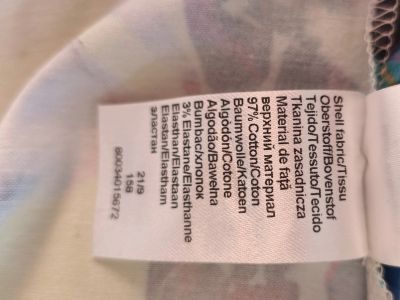 Shell fabric/Tissu
Oberstoff/Bovenstof
Tejido/Tessuto/Tecido
Tkanina zasadnicza
Material de față
верхний материал
97% Cotton/Coton
Baumwolle/Katoen
Algodón/Cotone
Algodão/Bawełna
Bumbac/хлопок
3% Elastane/Elasthanne
Elasthan/Elastaan
Elastan/Elastham
эластан
21/9
158
80034015672